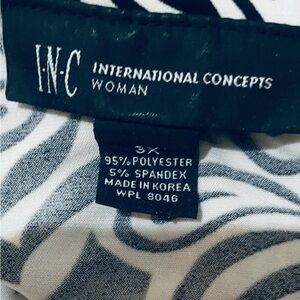 I·N·C INTERNATIONAL CONCEPTS
WOMAN
3X
95% POLYESTER
5% SPANDEX
MADE IN KOREA
WPL 8046